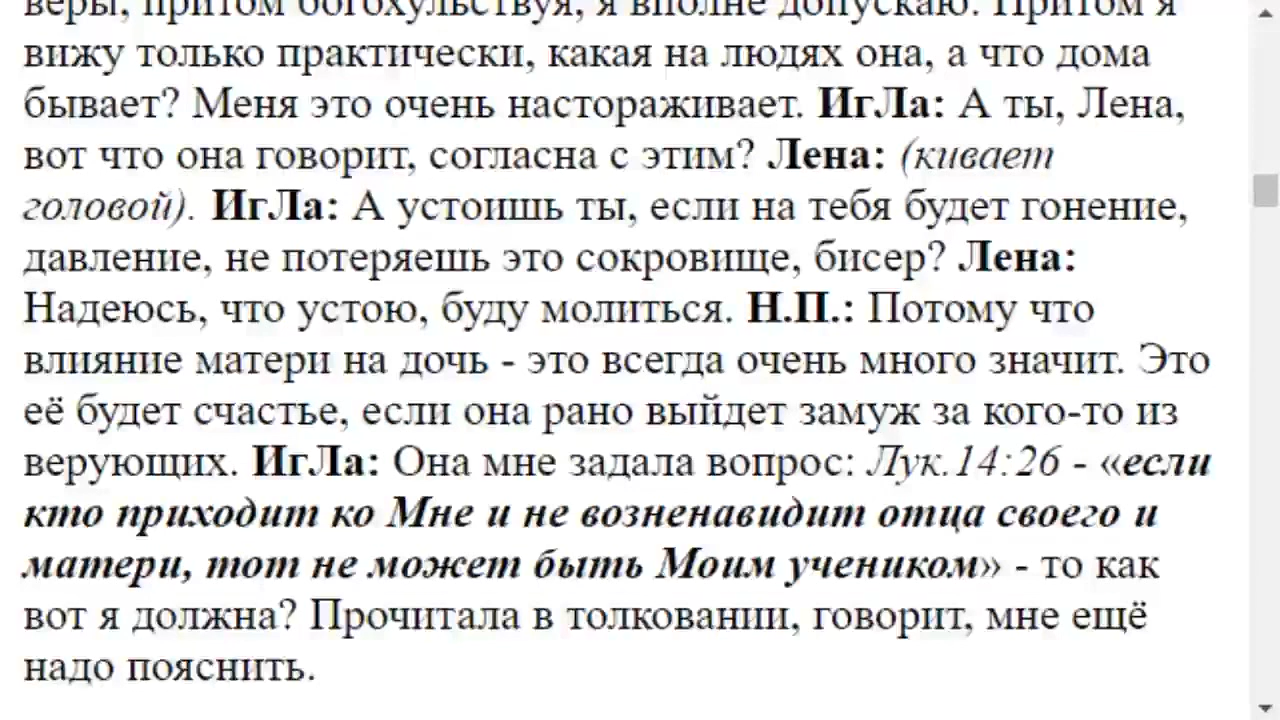 веры, притом богохульствуя, я вполне допускаю. Притом я
вижу только практически, какая на людях она, а что дома
бывает? Меня это очень настораживает. ИгЛа: А ты, Лена,
вот что она говорит, согласна с этим? Лена: (кивает
головой). ИгЛа: А устоишь ты, если на тебя будет гонение,
давление, не потеряешь это сокровище, бисер? Лена:
Надеюсь, что устою, буду молиться. Н.П.: Потому что
влияние матери на дочь - это всегда очень много значит. Это
её будет счастье, если она рано выйдет замуж за кого-то из
верующих. ИгЛа: Она мне задала вопрос: Лук.14:26 - «если
кто приходит ко Мне и не возненавидит отца своего и
матери, тот не может быть Моим учеником» - то как
вот я должна? Прочитала в толковании, говорит, мне ещё
надо пояснить.